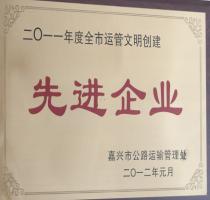 二〇一一年度全市运管文明创建
先进企业
嘉兴市公路运输管理处
二〇一二年元月